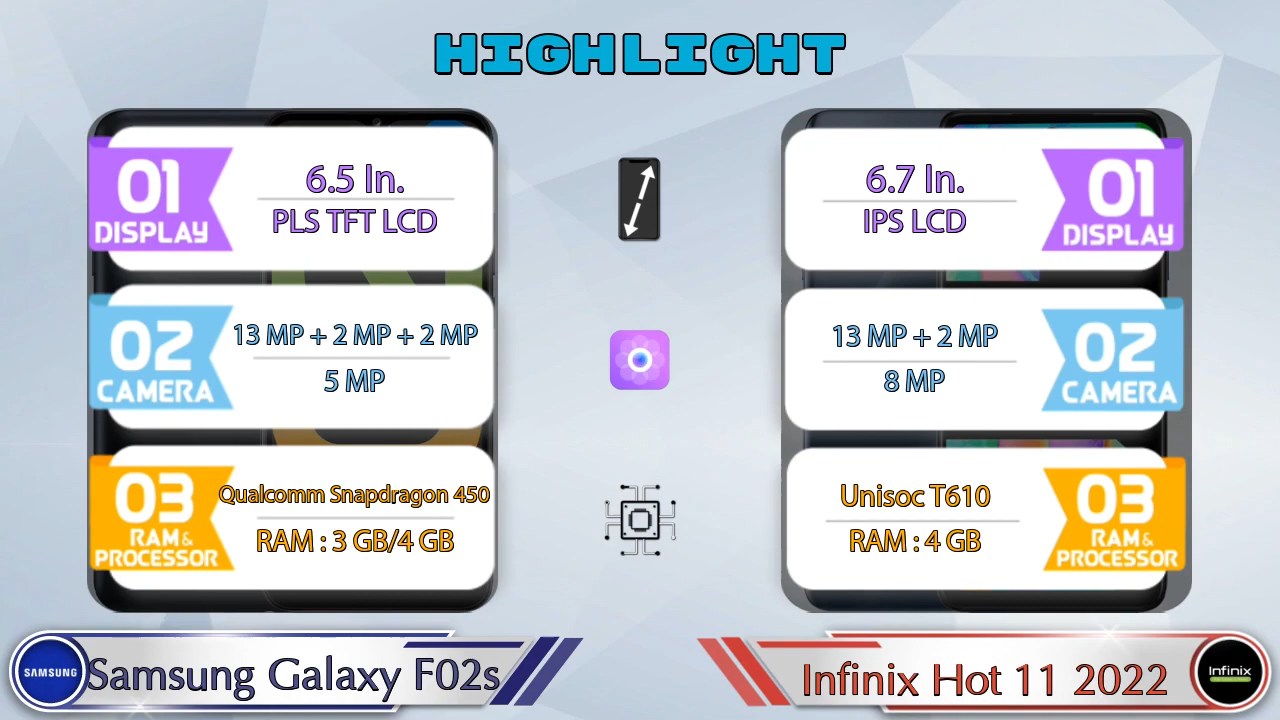 HIGHLIGHT
01
DISPLAY
6.5 In.
PLS TFT LCD
02
CAMERA
13 MP + 2 MP + 2 MP
5 MP
03
RAM &
PROCESSOR
Qualcomm Snapdragon 450
RAM : 3 GB/4 GB
6.7 In.
IPS LCD
01
DISPLAY
13 MP + 2 MP
8 MP
02
CAMERA
Unisoc T610
RAM : 4 GB
03
RAM &
PROCESSOR
SAMSUNG
Samsung Galaxy F02s
Infinix Hot 11 2022
Infinix